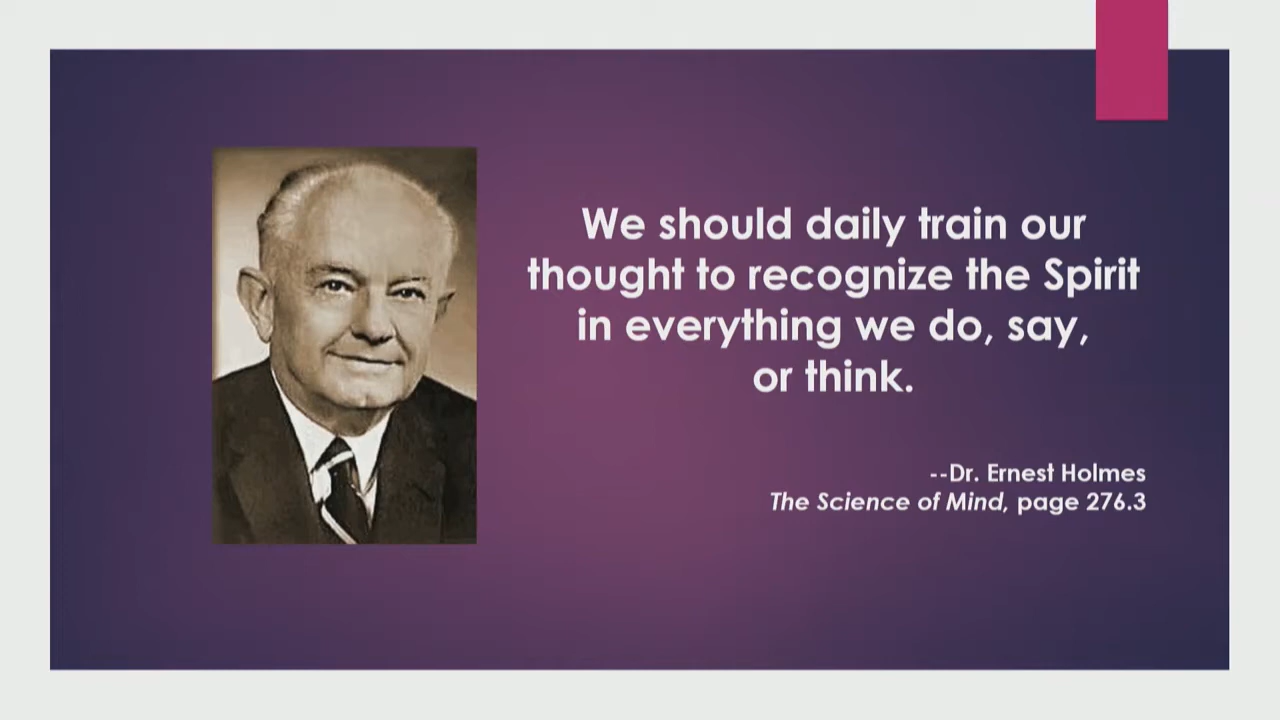 We should daily train our
thought to recognize the Spirit
in everything we do, say,
or think.
--Dr. Ernest Holmes
The Science of Mind, page 276.3